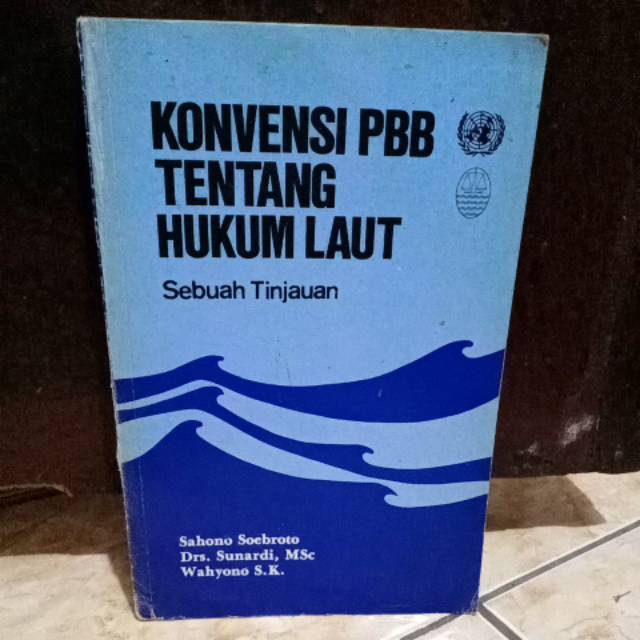 KONVENSI PBB
TENTANG
HUKUM LAUT
Sebuah Tinjauan
Sahono Soebroto
Drs. Sunardi, MSc
Wahyono S.K.